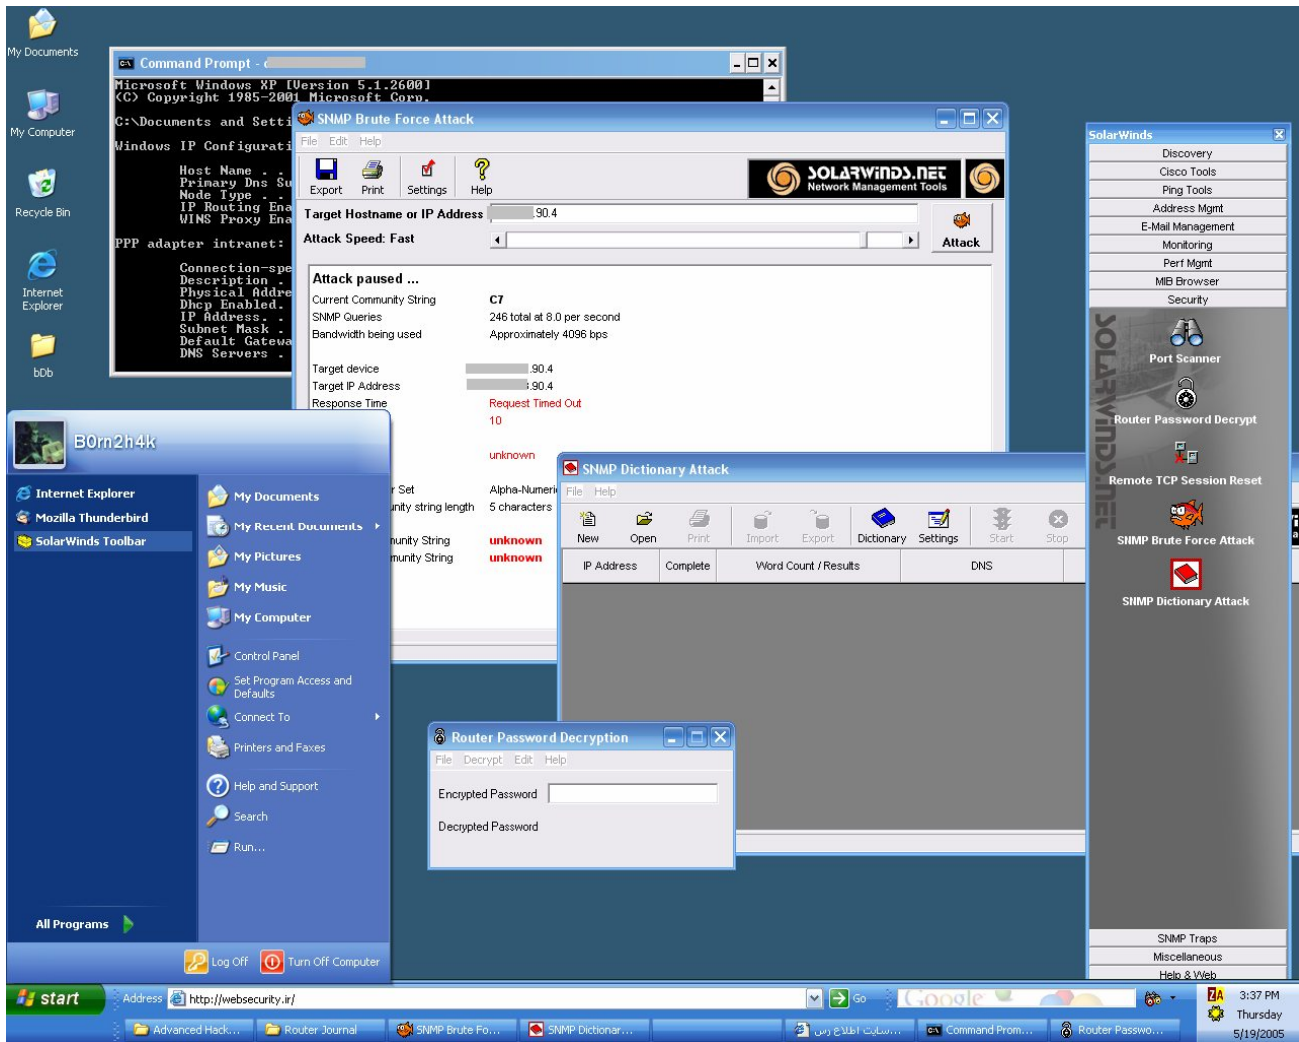 My Documents
My Computer
Recycle Bin
Internet
Explorer
bDb
Command Prompt -
Microsoft Windows XP [Version 5.1.2600]
(C) Copyright 1985-2001 Microsoft Corp.
C:\Documents and Setti
Windows IP Configurati
Host Name . .
Primary Dns Su
Node Type . .
IP Routing Ena
WINS Proxy Ena
PPP adapter intranet:
Connection-spe
Description .
Physical Addre
Dhcp Enabled.
IP Address. .
Subnet Mask .
Default Gatewa
DNS Servers .
SNMP Brute Force Attack
File Edit Help
Export Print Settings Help
SOLARWINDS.NET
Network Management Tools
Target Hostname or IP Address .90.4
Attack Speed: Fast
Attack
Attack paused ...
Current Community String C7
SNMP Queries 246 total at 8.0 per second
Bandwidth being used Approximately 4096 bps
Target device .90.4
Target IP Address .90.4
Response Time Request Timed Out
10
unknown
r Set Alpha-Numeri
unity string length 5 characters
munity String unknown
munity String unknown
B0rn2h4k
Internet Explorer
Mozilla Thunderbird
SolarWinds Toolbar
All Programs
My Documents
My Recent Documents
My Pictures
My Music
My Computer
Control Panel
Set Program Access and
Defaults
Connect To
Printers and Faxes
Help and Support
Search
Run...
Log Off Turn Off Computer
SNMP Dictionary Attack
File Help
New Open Print Import Export Dictionary Settings Start Stop
IP Address Complete Word Count / Results DNS
Router Password Decryption
File Decrypt Edit Help
Encrypted Password
Decrypted Password
SolarWinds
Discovery
Cisco Tools
Ping Tools
Address Mgmt
E-Mail Management
Monitoring
Perf Mgmt
MIB Browser
Security
SOLARWINDS.net
Port Scanner
Router Password Decrypt
Remote TCP Session Reset
SNMP Brute Force Attack
SNMP Dictionary Attack
SNMP Traps
Miscellaneous
Help & Web
start
Address http://websecurity.ir/
Go
Google
3:37 PM
Thursday
5/19/2005
Advanced Hack...
Router Journal
SNMP Brute Fo...
SNMP Dictionar...
سایت اطلاع رس...
Command Prom...
Router Passwo...